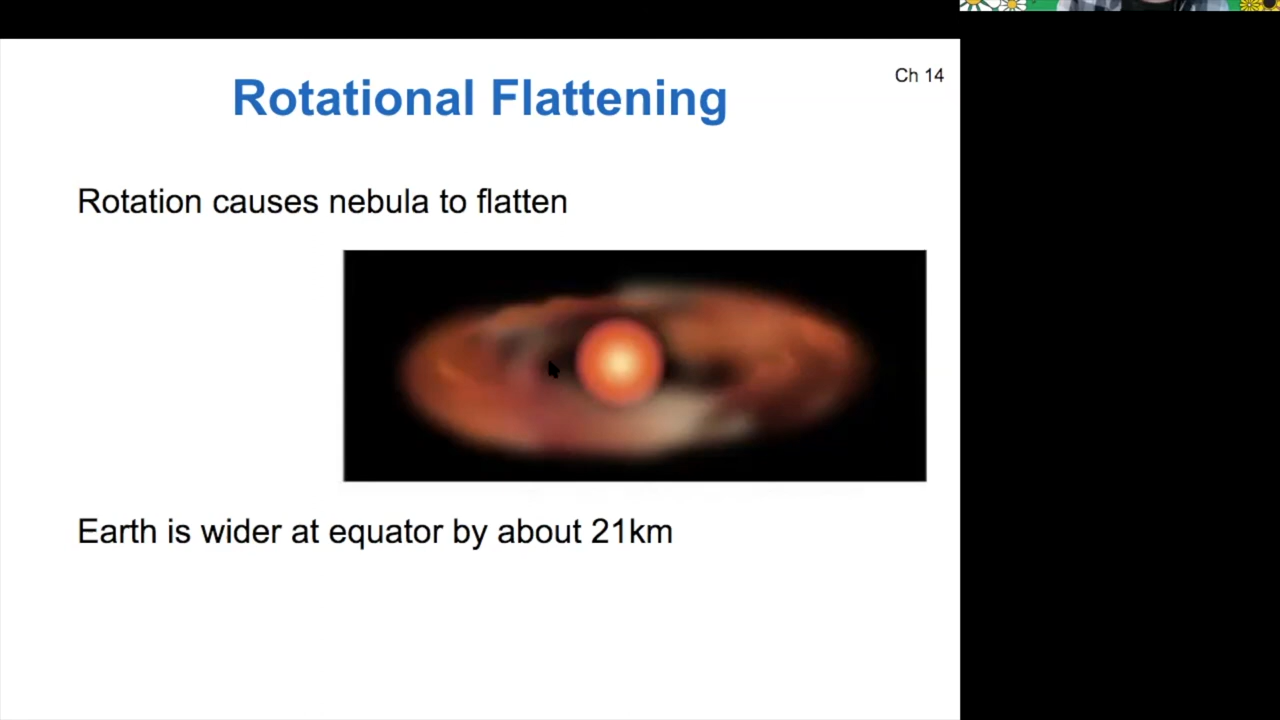 Ch 14
Rotational Flattening
Rotation causes nebula to flatten
Earth is wider at equator by about 21km